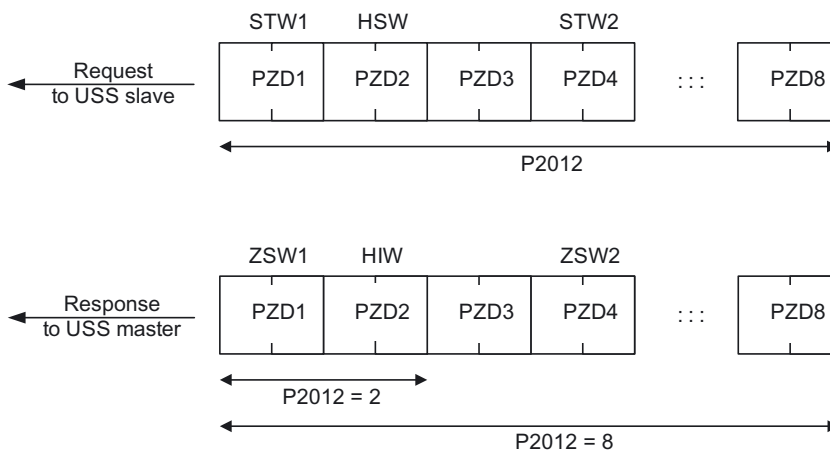 STW1 HSW STW2
Request
to USS slave
PZD1 PZD2 PZD3 PZD4 : : : PZD8
P2012
ZSW1 HIW ZSW2
Response
to USS master
PZD1 PZD2 PZD3 PZD4 : : : PZD8
P2012 = 2
P2012 = 8